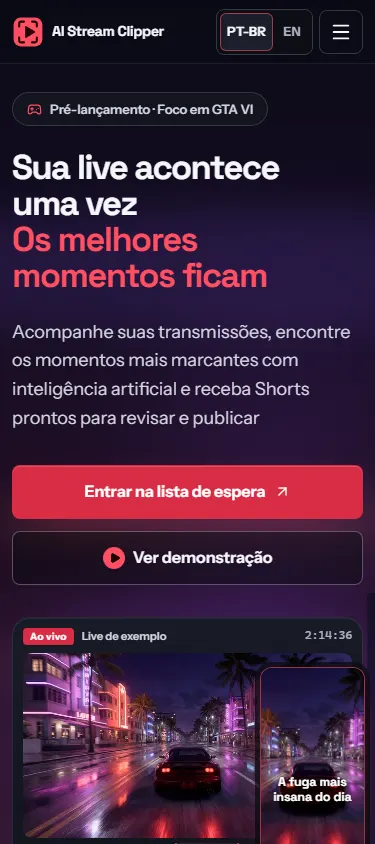 AI Stream Clipper
PT-BR EN
Pré-lançamento · Foco em GTA VI
Sua live acontece
uma vez
Os melhores
momentos ficam
Acompanhe suas transmissões, encontre
os momentos mais marcantes com
inteligência artificial e receba Shorts
prontos para revisar e publicar
Entrar na lista de espera
Ver demonstração
Ao vivo Live de exemplo 2:14:36
A fuga mais
insana do dia